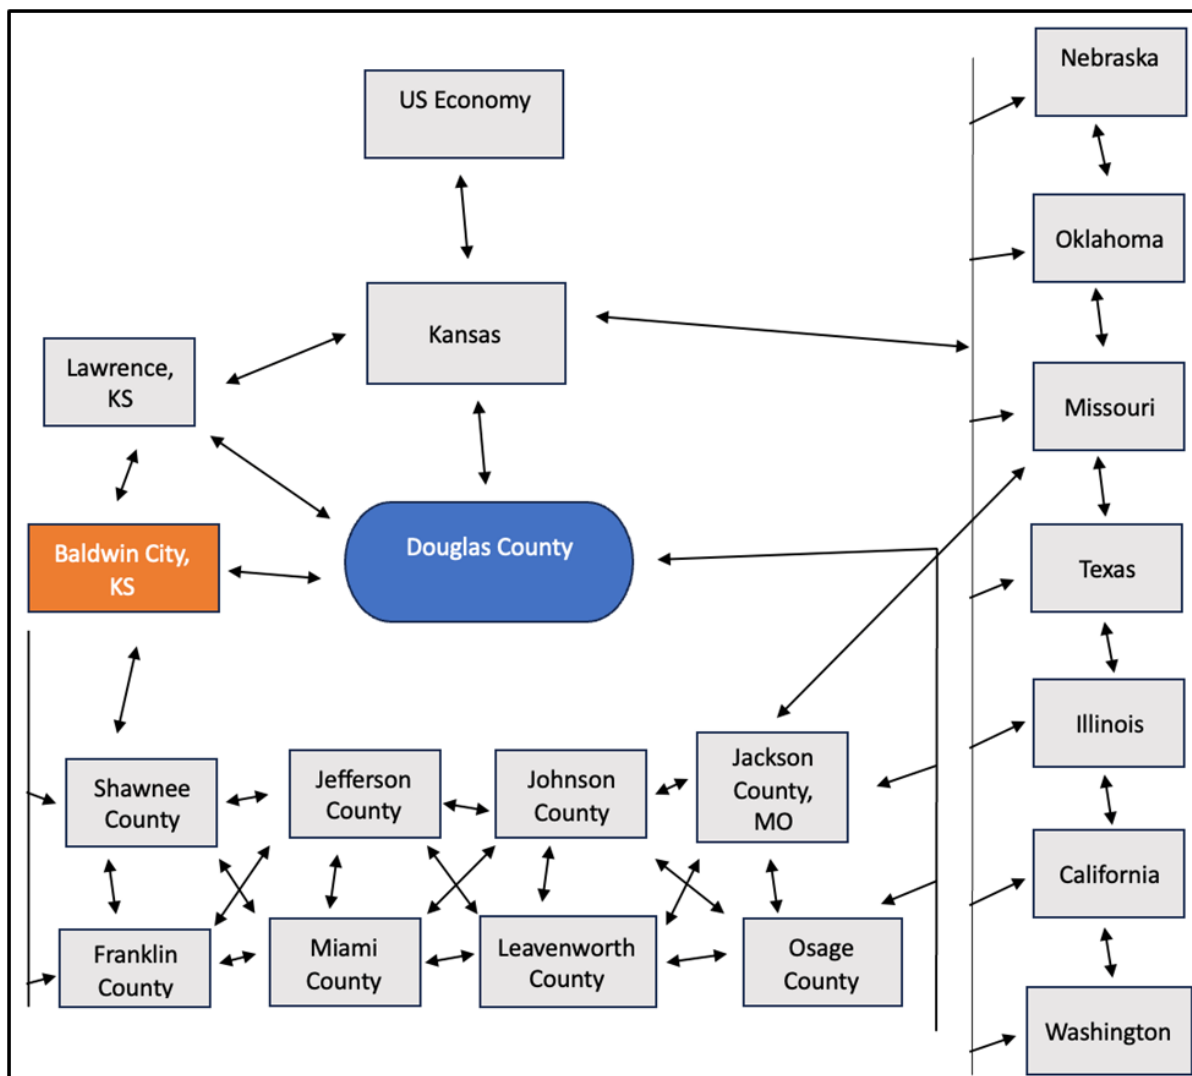 Nebraska
US Economy
Oklahoma
Kansas
Lawrence,
KS
Missouri
Baldwin City,
KS
Douglas County
Texas
Illinois
Shawnee
County
Jefferson
County
Johnson
County
Jackson
County,
MO
California
Franklin
County
Miami
County
Leavenworth
County
Osage
County
Washington